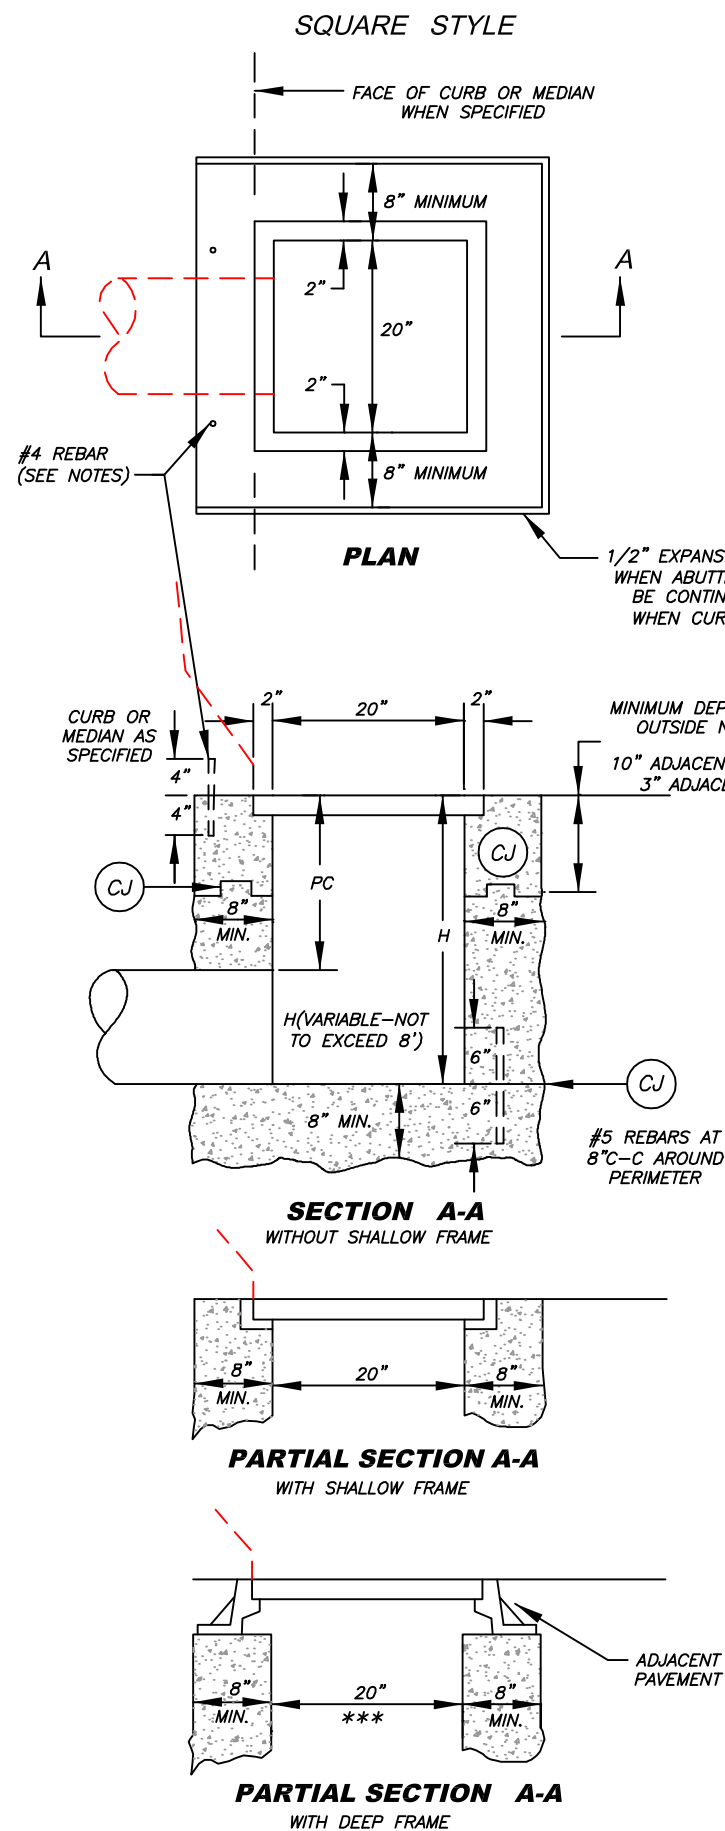 SQUARE STYLE
FACE OF CURB OR MEDIAN
WHEN SPECIFIED
8" MINIMUM
A
A
2"
20"
2"
#4 REBAR
(SEE NOTES)
8" MINIMUM
PLAN
1/2" EXPANS
WHEN ABUTT
BE CONTIN
WHEN CUR
2"
20"
2"
CURB OR
MEDIAN AS
SPECIFIED
MINIMUM DEP
OUTSIDE N
10" ADJACEN
3" ADJACE
4"
4"
CJ
CJ
PC
8"
MIN.
H
8"
MIN.
H(VARIABLE-NOT
TO EXCEED 8')
6"
CJ
6"
8" MIN.
#5 REBARS AT
8"C-C AROUND
PERIMETER
SECTION A-A
WITHOUT SHALLOW FRAME
8"
MIN.
20"
8"
MIN.
PARTIAL SECTION A-A
WITH SHALLOW FRAME
ADJACENT
PAVEMENT
8"
MIN.
20"
***
8"
MIN.
PARTIAL SECTION A-A
WITH DEEP FRAME